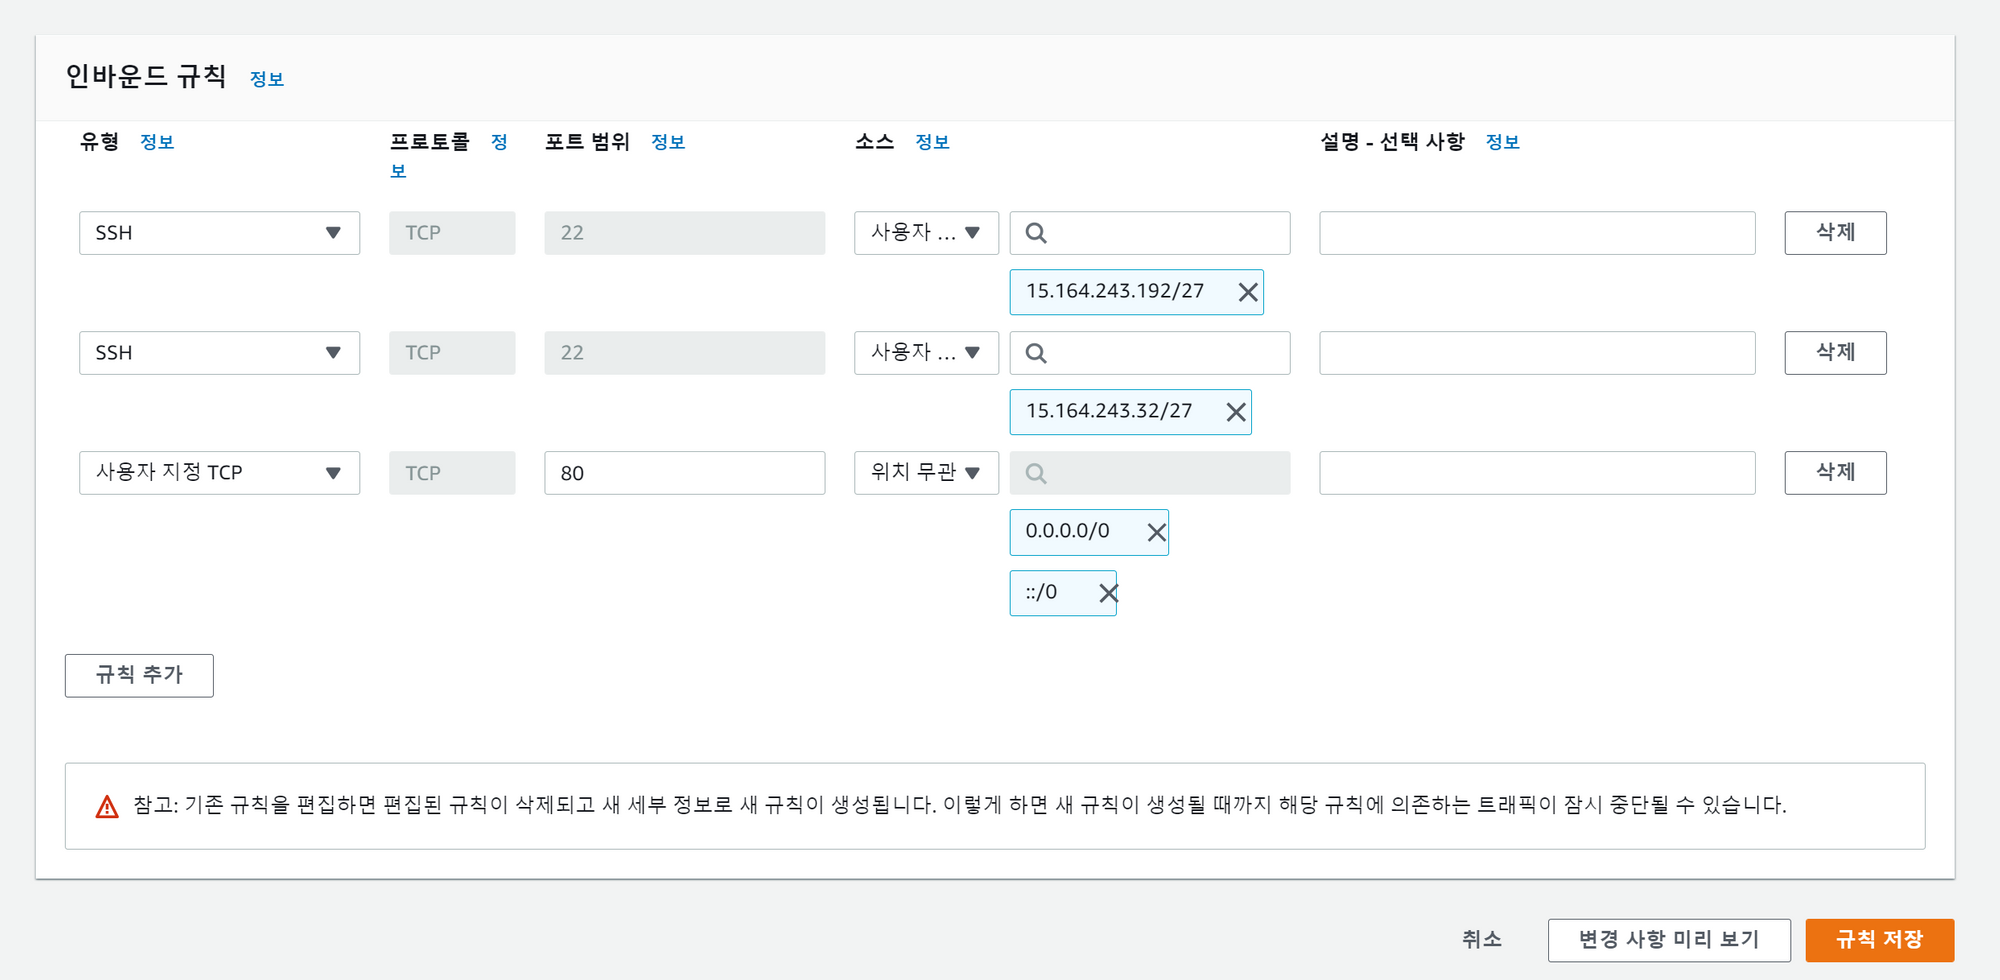 인바운드 규칙 정보
유형 정보 프로토콜 정보 포트 범위 정보 소스 정보 설명 - 선택 사항 정보
SSH TCP 22 사용자 ... 삭제
15.164.243.192/27
SSH TCP 22 사용자 ... 삭제
15.164.243.32/27
사용자 지정 TCP TCP 80 위치 무관 삭제
0.0.0.0/0
::/0
규칙 추가
참고: 기존 규칙을 편집하면 편집된 규칙이 삭제되고 새 세부 정보로 새 규칙이 생성됩니다. 이렇게 하면 새 규칙이 생성될 때까지 해당 규칙에 의존하는 트래픽이 잠시 중단될 수 있습니다.
취소 변경 사항 미리 보기 규칙 저장